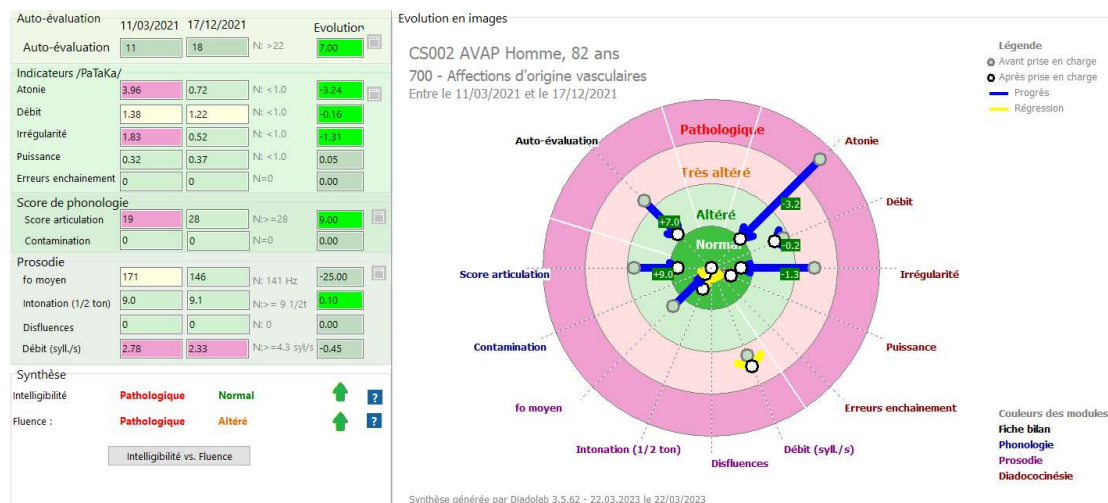 Auto-évaluation 11/03/2021 17/12/2021 Evolution
Auto-évaluation 11 18 N: >22 7.00
Indicateurs /PaTaKa/
Atonie 3.96 0.72 N: <1.0 -3.24
Débit 1.38 1.22 N: <1.0 -0.16
Irrégularité 1.83 0.52 N: <1.0 -1.31
Puissance 0.32 0.37 N: <1.0 0.05
Erreurs enchainement 0 0 N=0 0.00
Score de phonologie
Score articulation 19 28 N:>=28 9.00
Contamination 0 0 N=0 0.00
Prosodie
fo moyen 171 146 N: 141 Hz -25.00
Intonation (1/2 ton) 9.0 9.1 N:>= 9 1/2t 0.10
Disfluences 0 0 N: 0 0.00
Débit (syll./s) 2.78 2.33 N:>=4.3 syl/s -0.45
Synthèse
Intelligibilité Pathologique Normal ?
Fluence : Pathologique Altéré ?
Intelligibilité vs. Fluence
Evolution en images
CS002 AVAP Homme, 82 ans
700 - Affections d'origine vasculaires
Entre le 11/03/2021 et le 17/12/2021
Légende
Avant prise en charge
Après prise en charge
Progrès
Régression
Pathologique
Auto-évaluation
Atonie
Très altéré
Débit
-3.2
Altéré
+7.0
Normal
-0.2
Score articulation
+9.0
-1.3
Irrégularité
Contamination
Puissance
fo moyen
Erreurs enchainement
Intonation (1/2 ton)
Débit (syll./s)
Disfluences
Couleurs des modules
Fiche bilan
Phonologie
Prosodie
Diadococinésie
Synthèse générée par Diadolab 3.5.62 - 22.03.2023 le 22/03/2023